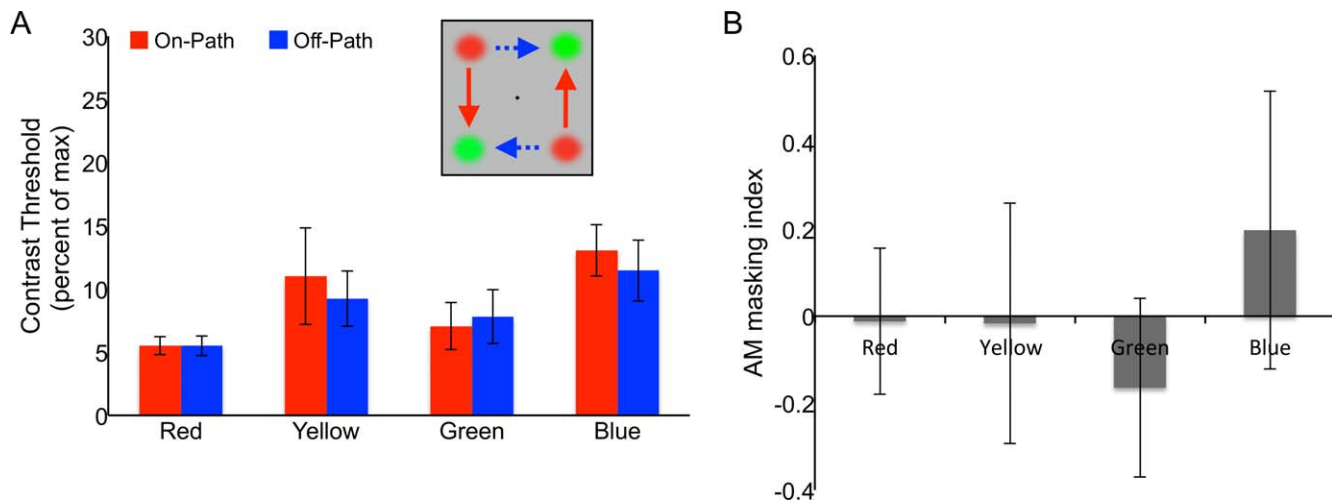 A
30
25
20
15
10
5
0
Contrast Threshold
(percent of max)
On-Path Off-Path
Red Yellow Green Blue
B
0.6
0.4
0.2
0
-0.2
-0.4
AM masking index
Red Yellow Green Blue